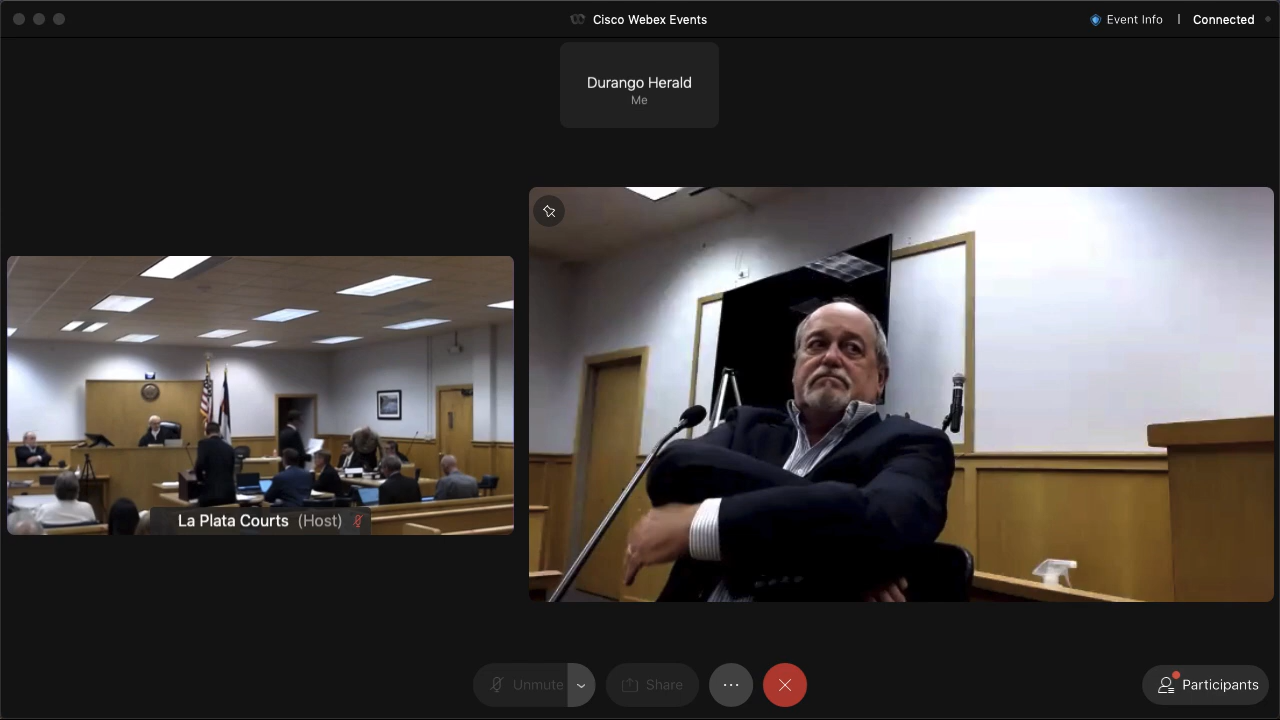 Cisco Webex Events
Event Info | Connected
Durango Herald
Me
La Plata Courts (Host)
Unmute
Share
Participants